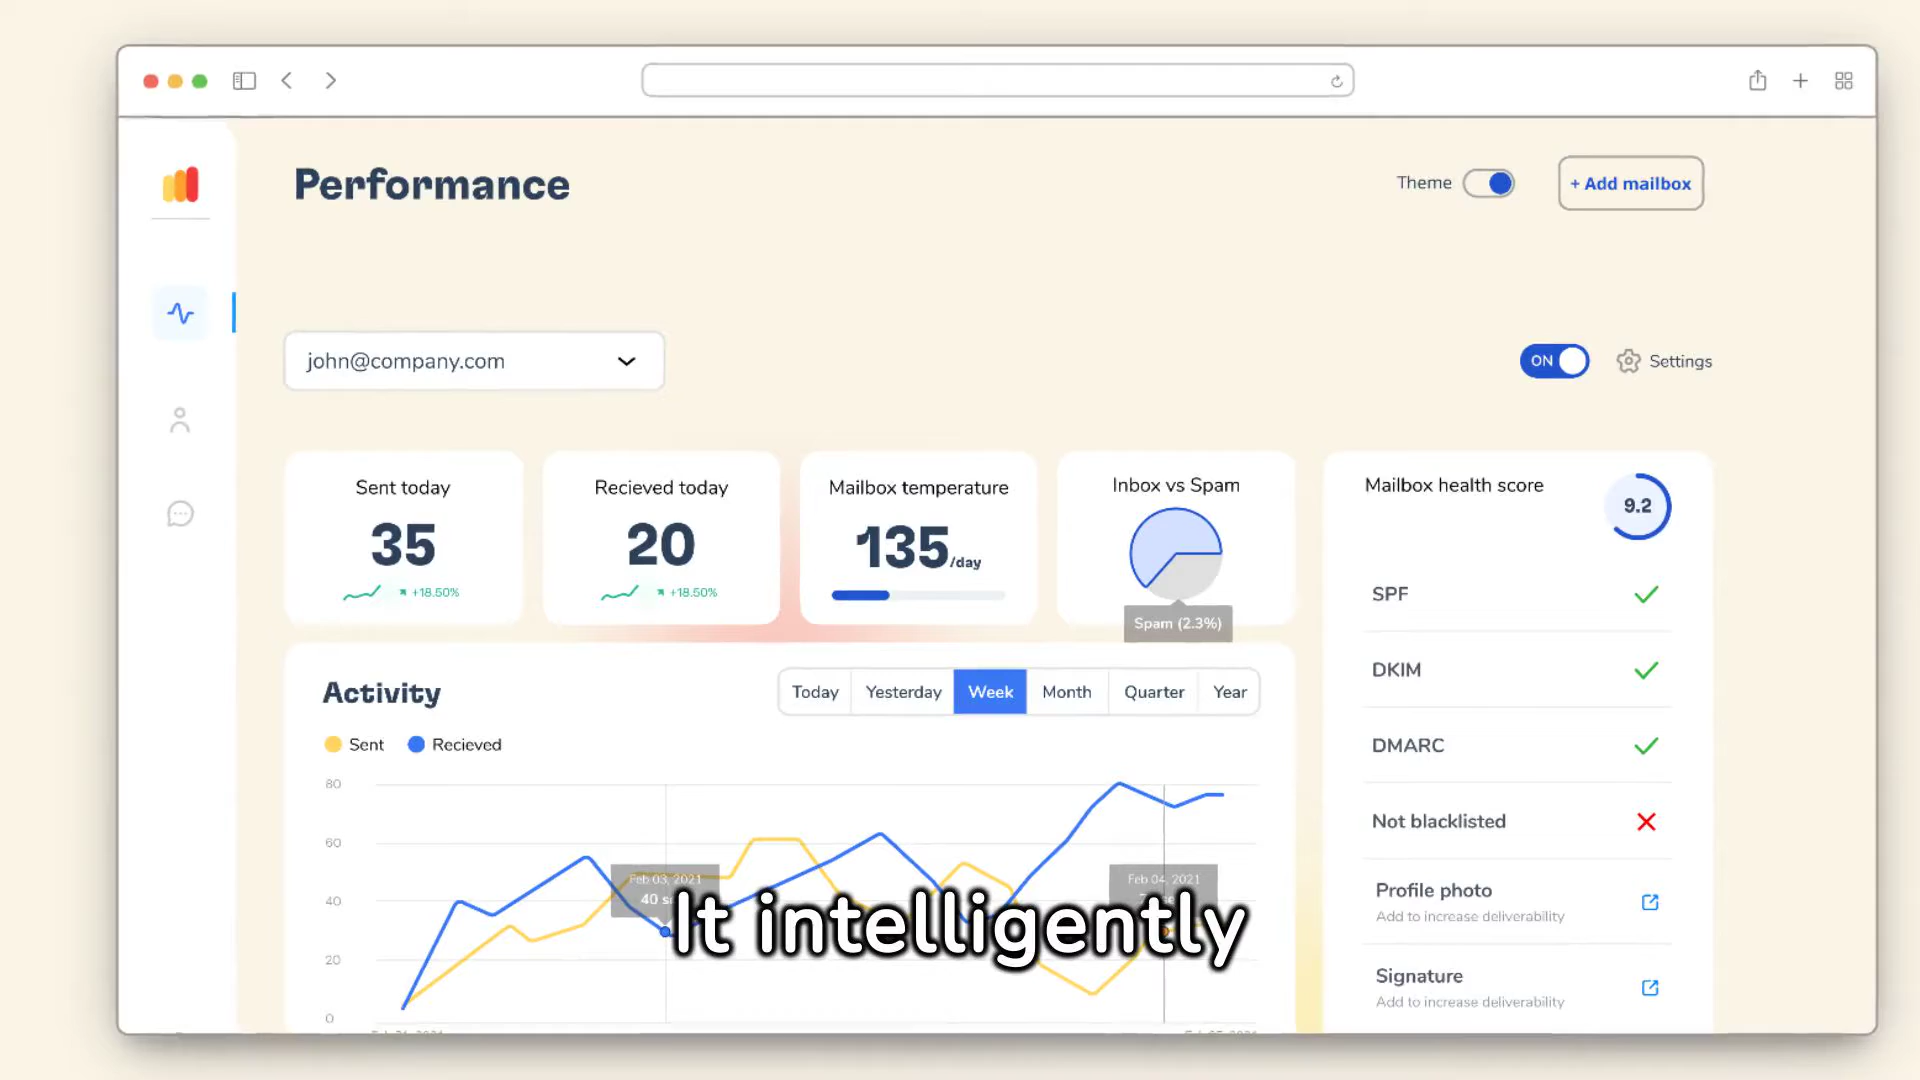 Performance
Theme
+ Add mailbox
john@company.com
ON
Settings
Sent today
35
+18.50%
Recieved today
20
+18.50%
Mailbox temperature
135/day
Inbox vs Spam
Spam (2.3%)
Mailbox health score
9.2
SPF
DKIM
DMARC
Not blacklisted
Profile photo
Add to increase deliverability
Signature
Add to increase deliverability
Activity
Today
Yesterday
Week
Month
Quarter
Year
Sent
Recieved
80
60
40
20
0
Feb 03, 2021
40
Feb 04, 2021
It intelligently